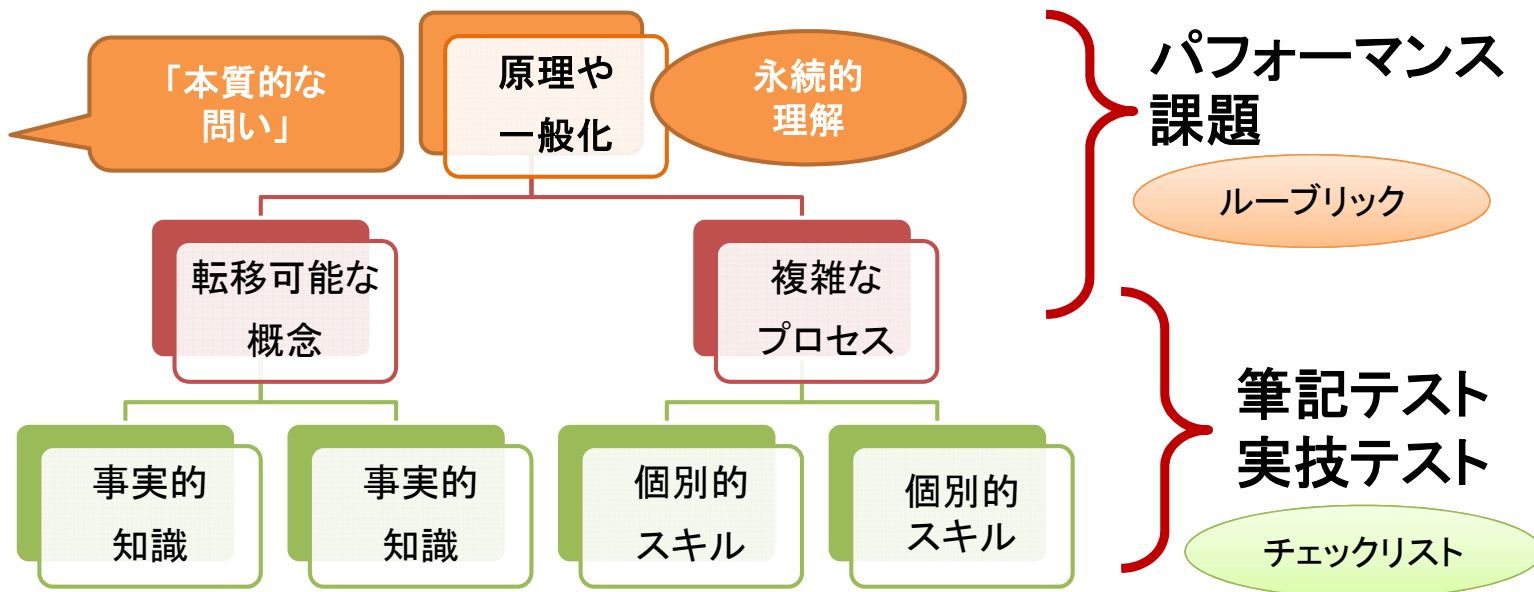 「本質的な
問い」
原理や
一般化
永続的
理解
パフォーマンス
課題
ルーブリック
転移可能な
概念
複雑な
プロセス
筆記テスト
実技テスト
チェックリスト
事実的
知識
事実的
知識
個別的
スキル
個別的
スキル